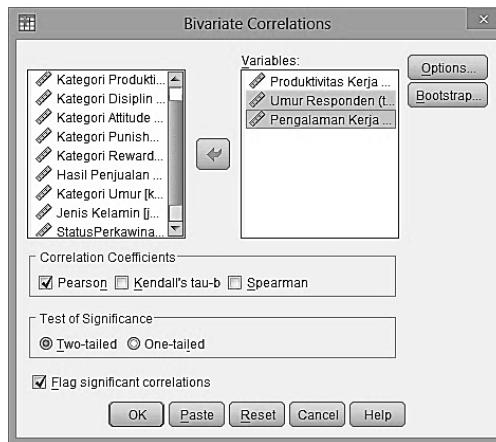 Bivariate Correlations
Kategori Produkti...
Kategori Disiplin ...
Kategori Attitude ...
Kategori Punish...
Kategori Reward...
Hasil Penjualan ...
Kategori Umur [k...
Jenis Kelamin [j...
StatusPerkawina...
Variables:
Produktivitas Kerja ...
Umur Responden (t...
Pengalaman Kerja ...
Options...
Bootstrap...
Correlation Coefficients
Pearson Kendall's tau-b Spearman
Test of Significance
Two-tailed One-tailed
Flag significant correlations
OK Paste Reset Cancel Help